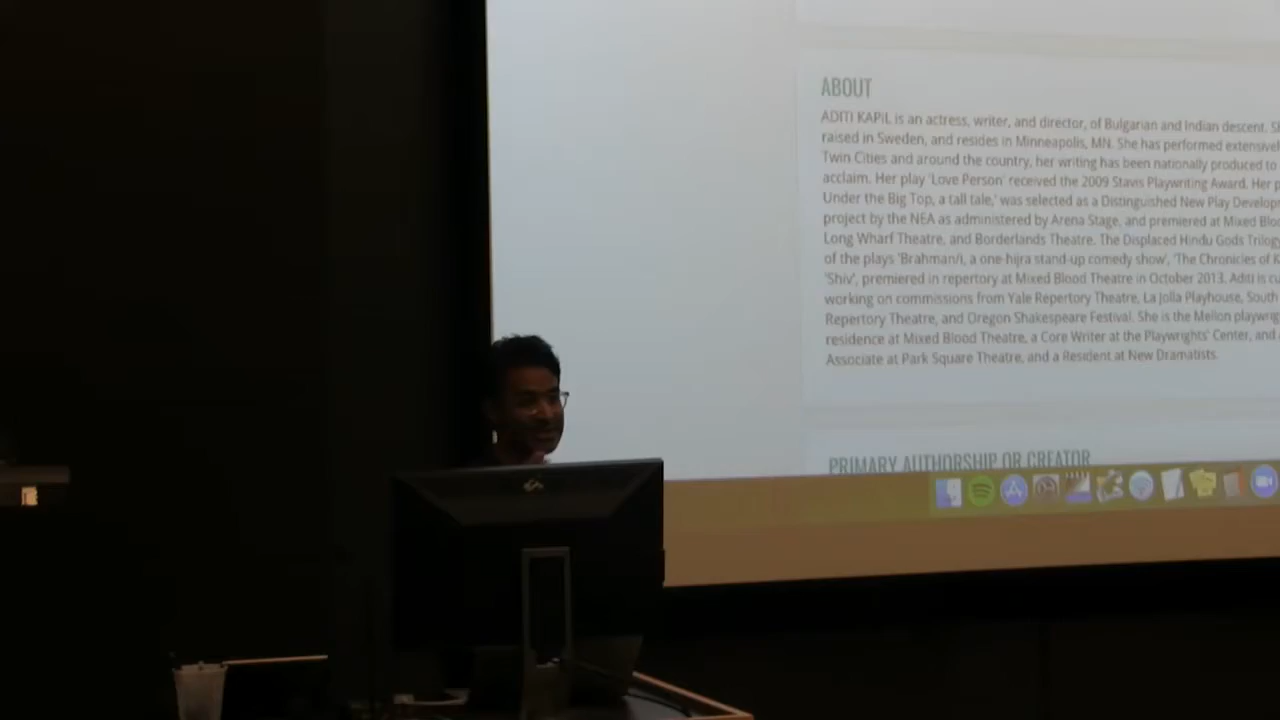 ABOUT
ADITI KAPIL is an actress, writer, and director, of Bulgarian and Indian descent.
raised in Sweden, and resides in Minneapolis, MN. She has performed
Twin Cities and around the country, her writing has been nationally produced to
acclaim. Her play 'Love Person' received the 2009 Stavis Playwriting Award. Her
Under the Big Top, a tall tale,' was selected as a Distinguished New Play
project by the NEA as administered by Arena Stage, and premiered at Mixed
Long Wharf Theatre, and Borderlands Theatre. The Displaced Hindu Gods Trilogy
of the plays 'Brahman/i, a one-hijra stand-up comedy show', 'The Chronicles of
'Shiv', premiered in repertory at Mixed Blood Theatre in October 2013. Aditi is
working on commissions from Yale Repertory Theatre, La Jolla Playhouse, South
Repertory Theatre, and Oregon Shakespeare Festival. She is the Mellon
residence at Mixed Blood Theatre, a Core Writer at the Playwrights' Center, and
Associate at Park Square Theatre, and a Resident at New Dramatists.
PRIMARY AUTHORSHIP OR CREATOR